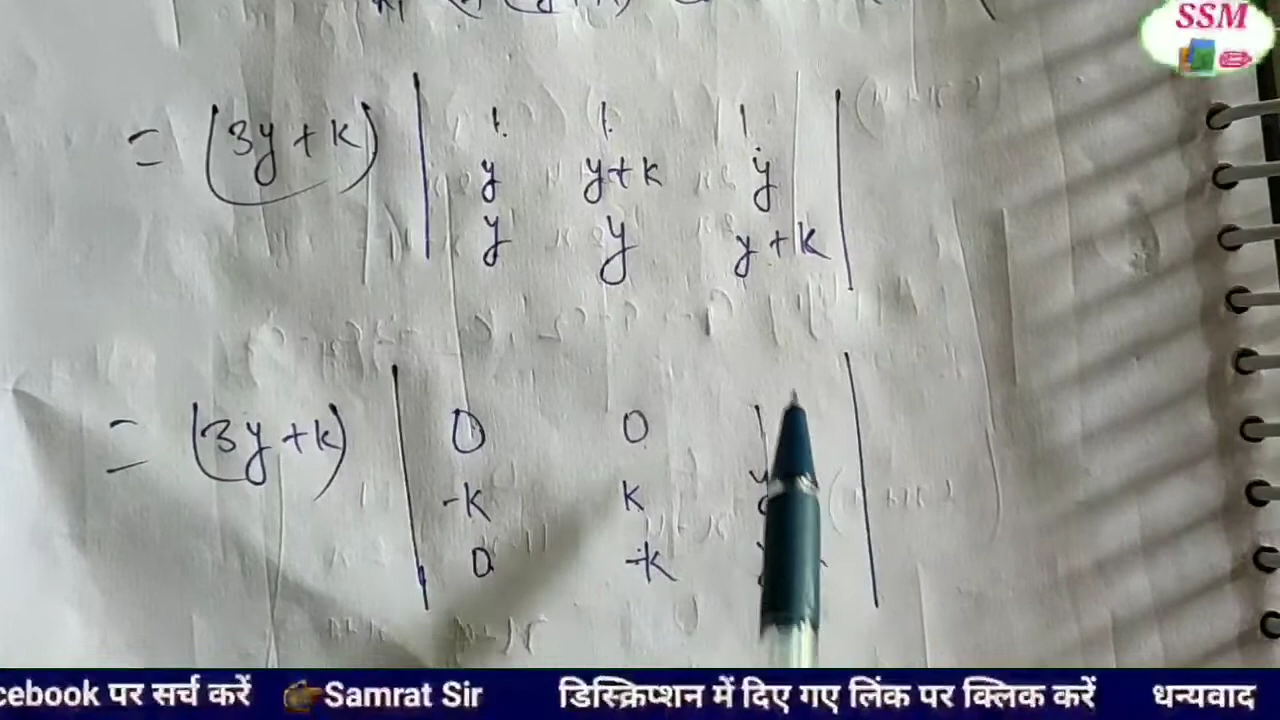 SSM
= (3y+k) | 1. 1. 1
y y+k y
y y y+k |
= (3y+k) | 0 0 1
-k k y
0 -k |
cebook पर सर्च करें 👉Samrat Sir डिस्क्रिप्शन में दिए गए लिंक पर क्लिक करें धन्यवाद